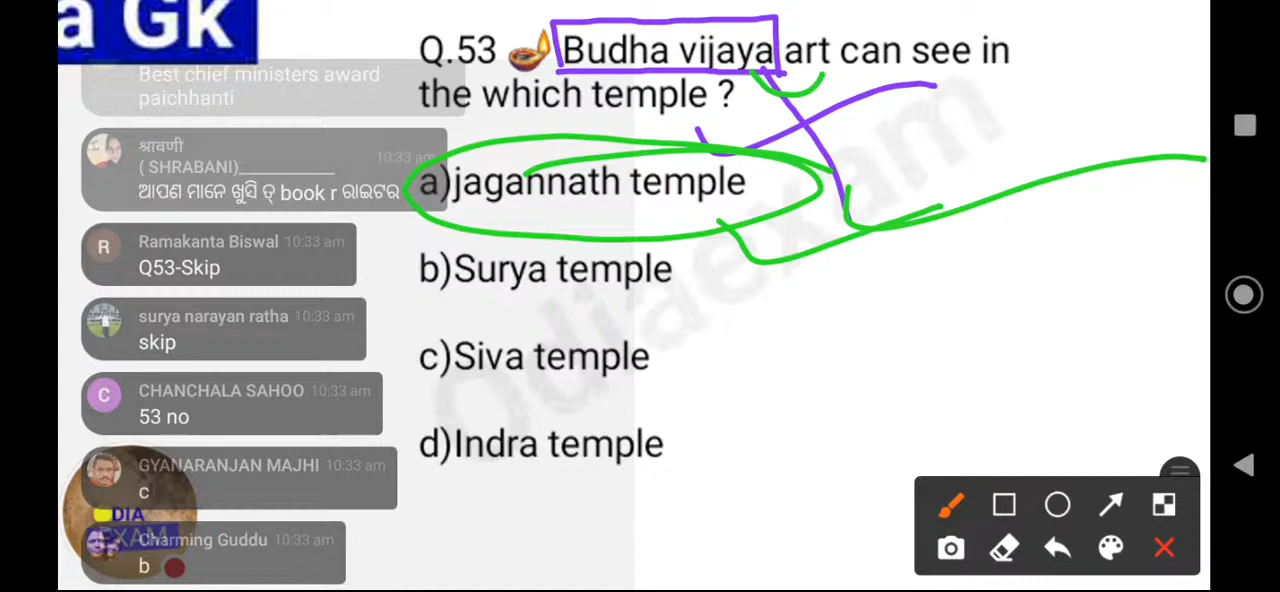 a Gk
Best chief ministers award
paichhanti
श्रावणी
( SHRABANI)____________ 10:33 am
ଆପଣ ମାନେ ଖୁସି ତ୍ book r ରାଇଟର
R
Ramakanta Biswal 10:33 am
Q53-Skip
surya narayan ratha 10:33 am
skip
C
CHANCHALA SAHOO 10:33 am
53 no
GYANARANJAN MAJHI 10:33 am
c
DIA
EXAM
Charming Guddu 10:33 am
b
Q.53 🪔 Budha vijaya art can see in
the which temple ?
a)jagannath temple
b)Surya temple
c)Siva temple
d)Indra temple
Odiaexam